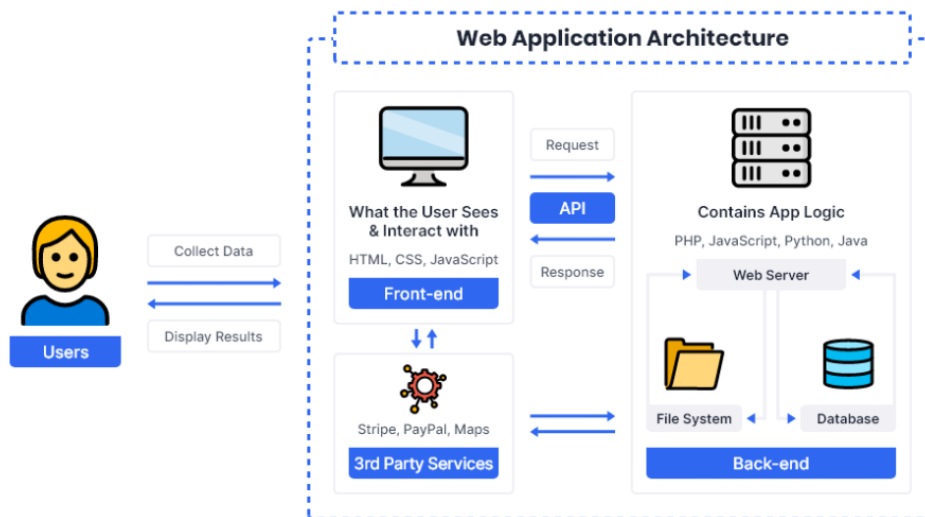 Web Application Architecture
Collect Data
Display Results
Users
What the User Sees
& Interact with
HTML, CSS, JavaScript
Front-end
Request
API
Response
Contains App Logic
PHP, JavaScript, Python, Java
Web Server
File System
Database
Back-end
Stripe, PayPal, Maps
3rd Party Services